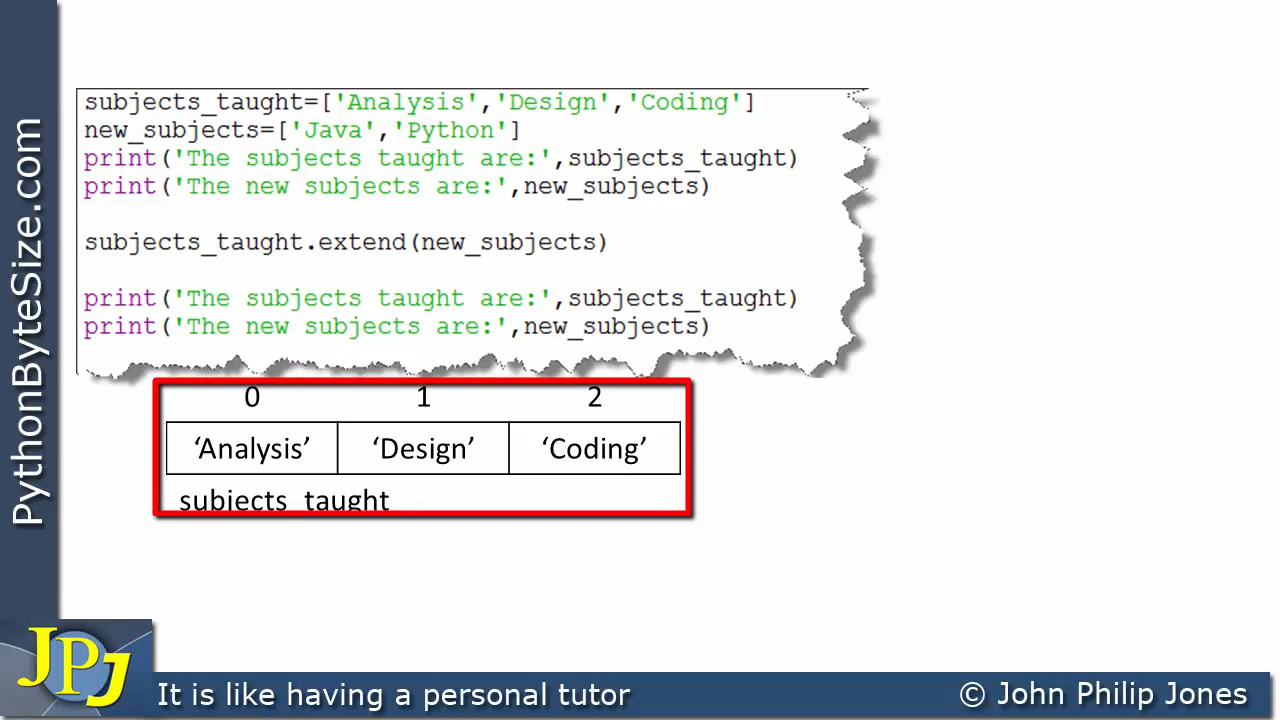 PythonByteSize.com
subjects_taught=['Analysis','Design','Coding']
new_subjects=['Java','Python']
print('The subjects taught are:',subjects_taught)
print('The new subjects are:',new_subjects)
subjects_taught.extend(new_subjects)
print('The subjects taught are:',subjects_taught)
print('The new subjects are:',new_subjects)
0 1 2
‘Analysis’ ‘Design’ ‘Coding’
subjects_taught
JPJ
It is like having a personal tutor
© John Philip Jones